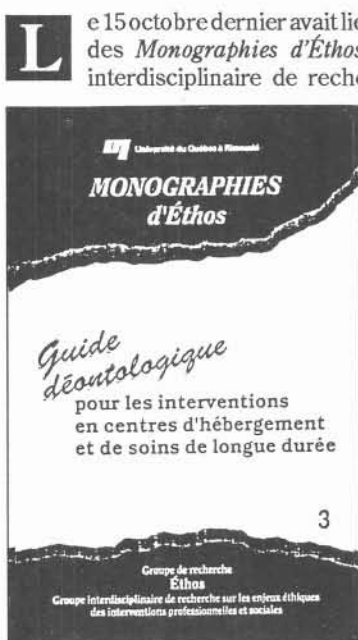 Le 15 octobre dernier avait lie
des Monographies d'Éthos
interdisciplinaire de reche
Université du Québec à Rimouski
MONOGRAPHIES
d'Éthos
Guide
déontologique
pour les interventions
en centres d'hébergement
et de soins de longue durée
3
Groupe de recherche
Éthos
Groupe interdisciplinaire de recherche sur les enjeux éthiques
des interventions professionnelles et sociales